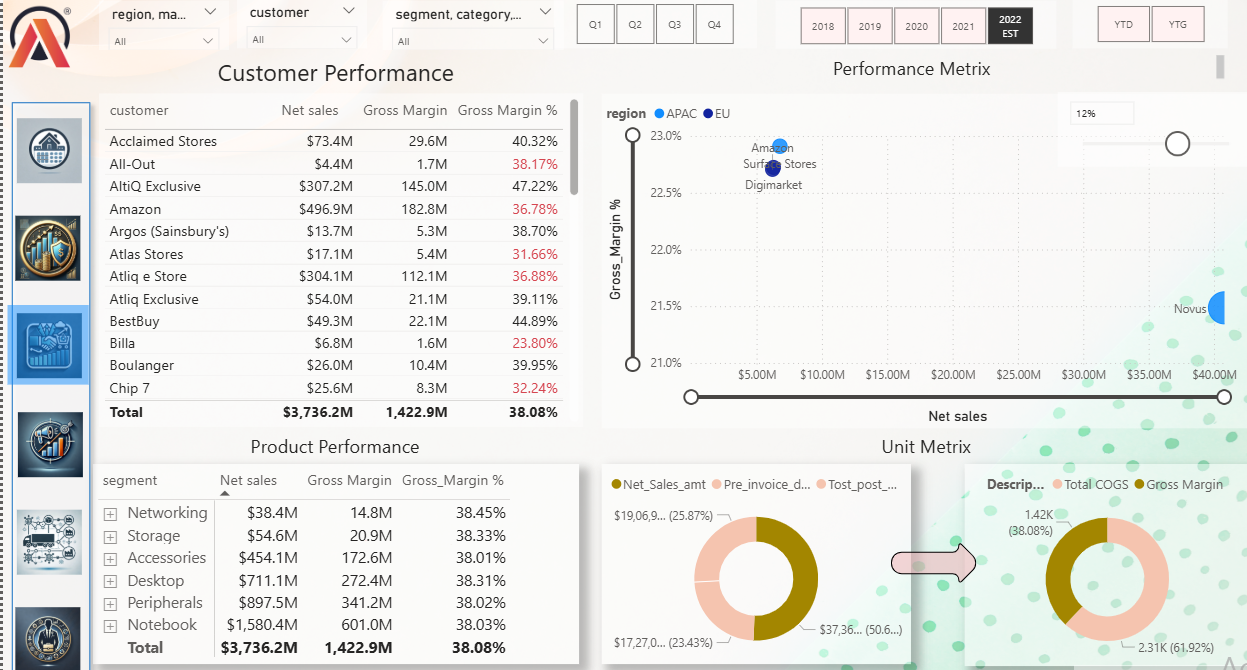 region, ma...
All
customer
All
segment, category,...
All
Q1
Q2
Q3
Q4
2018
2019
2020
2021
2022
EST
YTD
YTG
®
Customer Performance
customer Net sales Gross Margin Gross Margin %
Acclaimed Stores $73.4M 29.6M 40.32%
All-Out $4.4M 1.7M 38.17%
AltiQ Exclusive $307.2M 145.0M 47.22%
Amazon $496.9M 182.8M 36.78%
Argos (Sainsbury's) $13.7M 5.3M 38.70%
Atlas Stores $17.1M 5.4M 31.66%
Atliq e Store $304.1M 112.1M 36.88%
Atliq Exclusive $54.0M 21.1M 39.11%
BestBuy $49.3M 22.1M 44.89%
Billa $6.8M 1.6M 23.80%
Boulanger $26.0M 10.4M 39.95%
Chip 7 $25.6M 8.3M 32.24%
Total $3,736.2M 1,422.9M 38.08%
Performance Metrix
region APAC EU
12%
23.0%
22.5%
22.0%
21.5%
21.0%
Gross_Margin %
Amazon
Surface Stores
Digimarket
Novus
$5.00M $10.00M $15.00M $20.00M $25.00M $30.00M $35.00M $40.00M
Net sales
Product Performance
segment Net sales Gross Margin Gross_Margin %
Networking $38.4M 14.8M 38.45%
Storage $54.6M 20.9M 38.33%
Accessories $454.1M 172.6M 38.01%
Desktop $711.1M 272.4M 38.31%
Peripherals $897.5M 341.2M 38.02%
Notebook $1,580.4M 601.0M 38.03%
Total $3,736.2M 1,422.9M 38.08%
Unit Metrix
Net_Sales_amt Pre_invoice_d... Tost_post_...
$19,06,9... (25.87%)
$17,27,0... (23.43%)
$37,36... (50.6...)
Descrip... Total COGS Gross Margin
1.42K
(38.08%)
2.31K (61.92%)